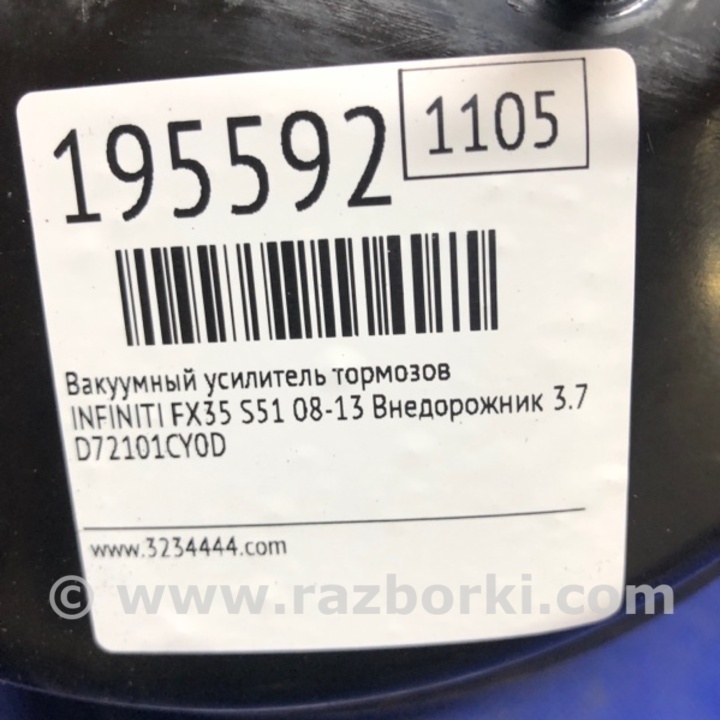 195592
1105
Вакуумный усилитель тормозов
INFINITI FX35 S51 08-13 Внедорожник 3.7
D72101CY0D
www.3234444.com
© www.razborki.com